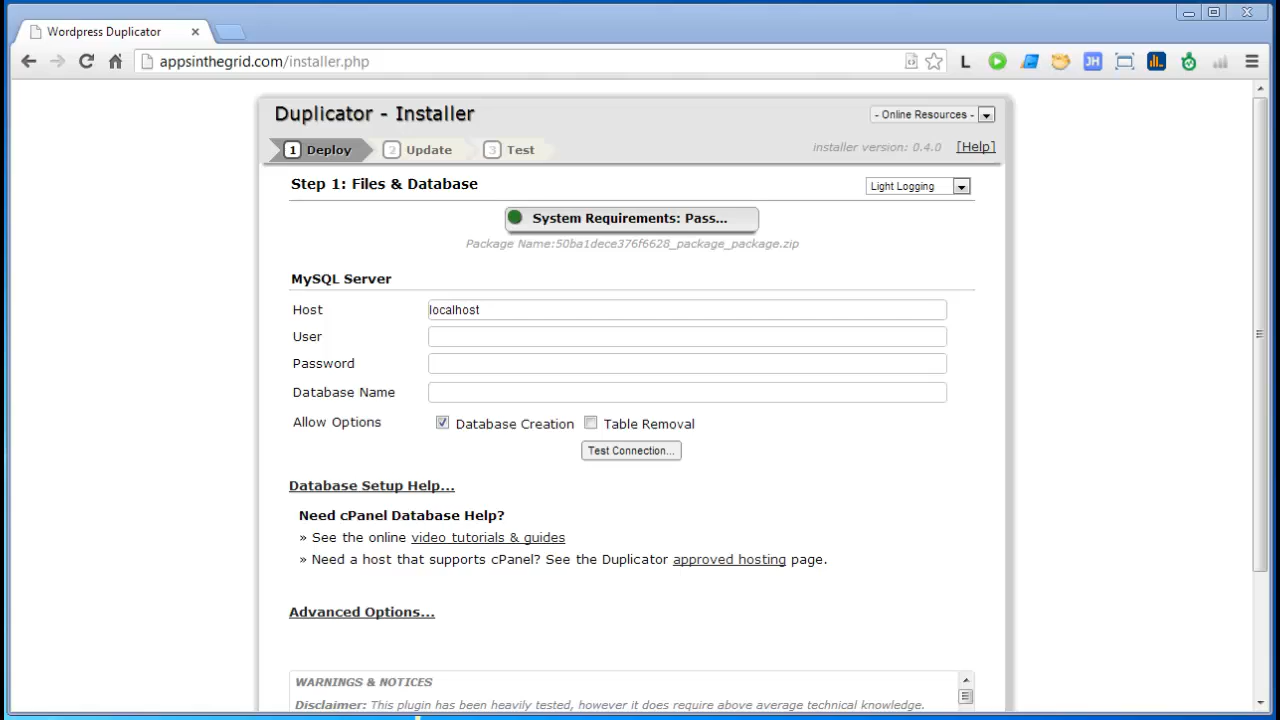 Wordpress Duplicator
appsinthegrid.com/installer.php
L
JH
Duplicator - Installer
- Online Resources -
1 Deploy
2 Update
3 Test
installer version: 0.4.0 [Help]
Step 1: Files & Database
Light Logging
System Requirements: Pass...
Package Name:50ba1dece376f6628_package_package.zip
MySQL Server
Host localhost
User
Password
Database Name
Allow Options Database Creation Table Removal
Test Connection...
Database Setup Help...
Need cPanel Database Help?
» See the online video tutorials & guides
» Need a host that supports cPanel? See the Duplicator approved hosting page.
Advanced Options...
WARNINGS & NOTICES
Disclaimer: This plugin has been heavily tested, however it does require above average technical knowledge.